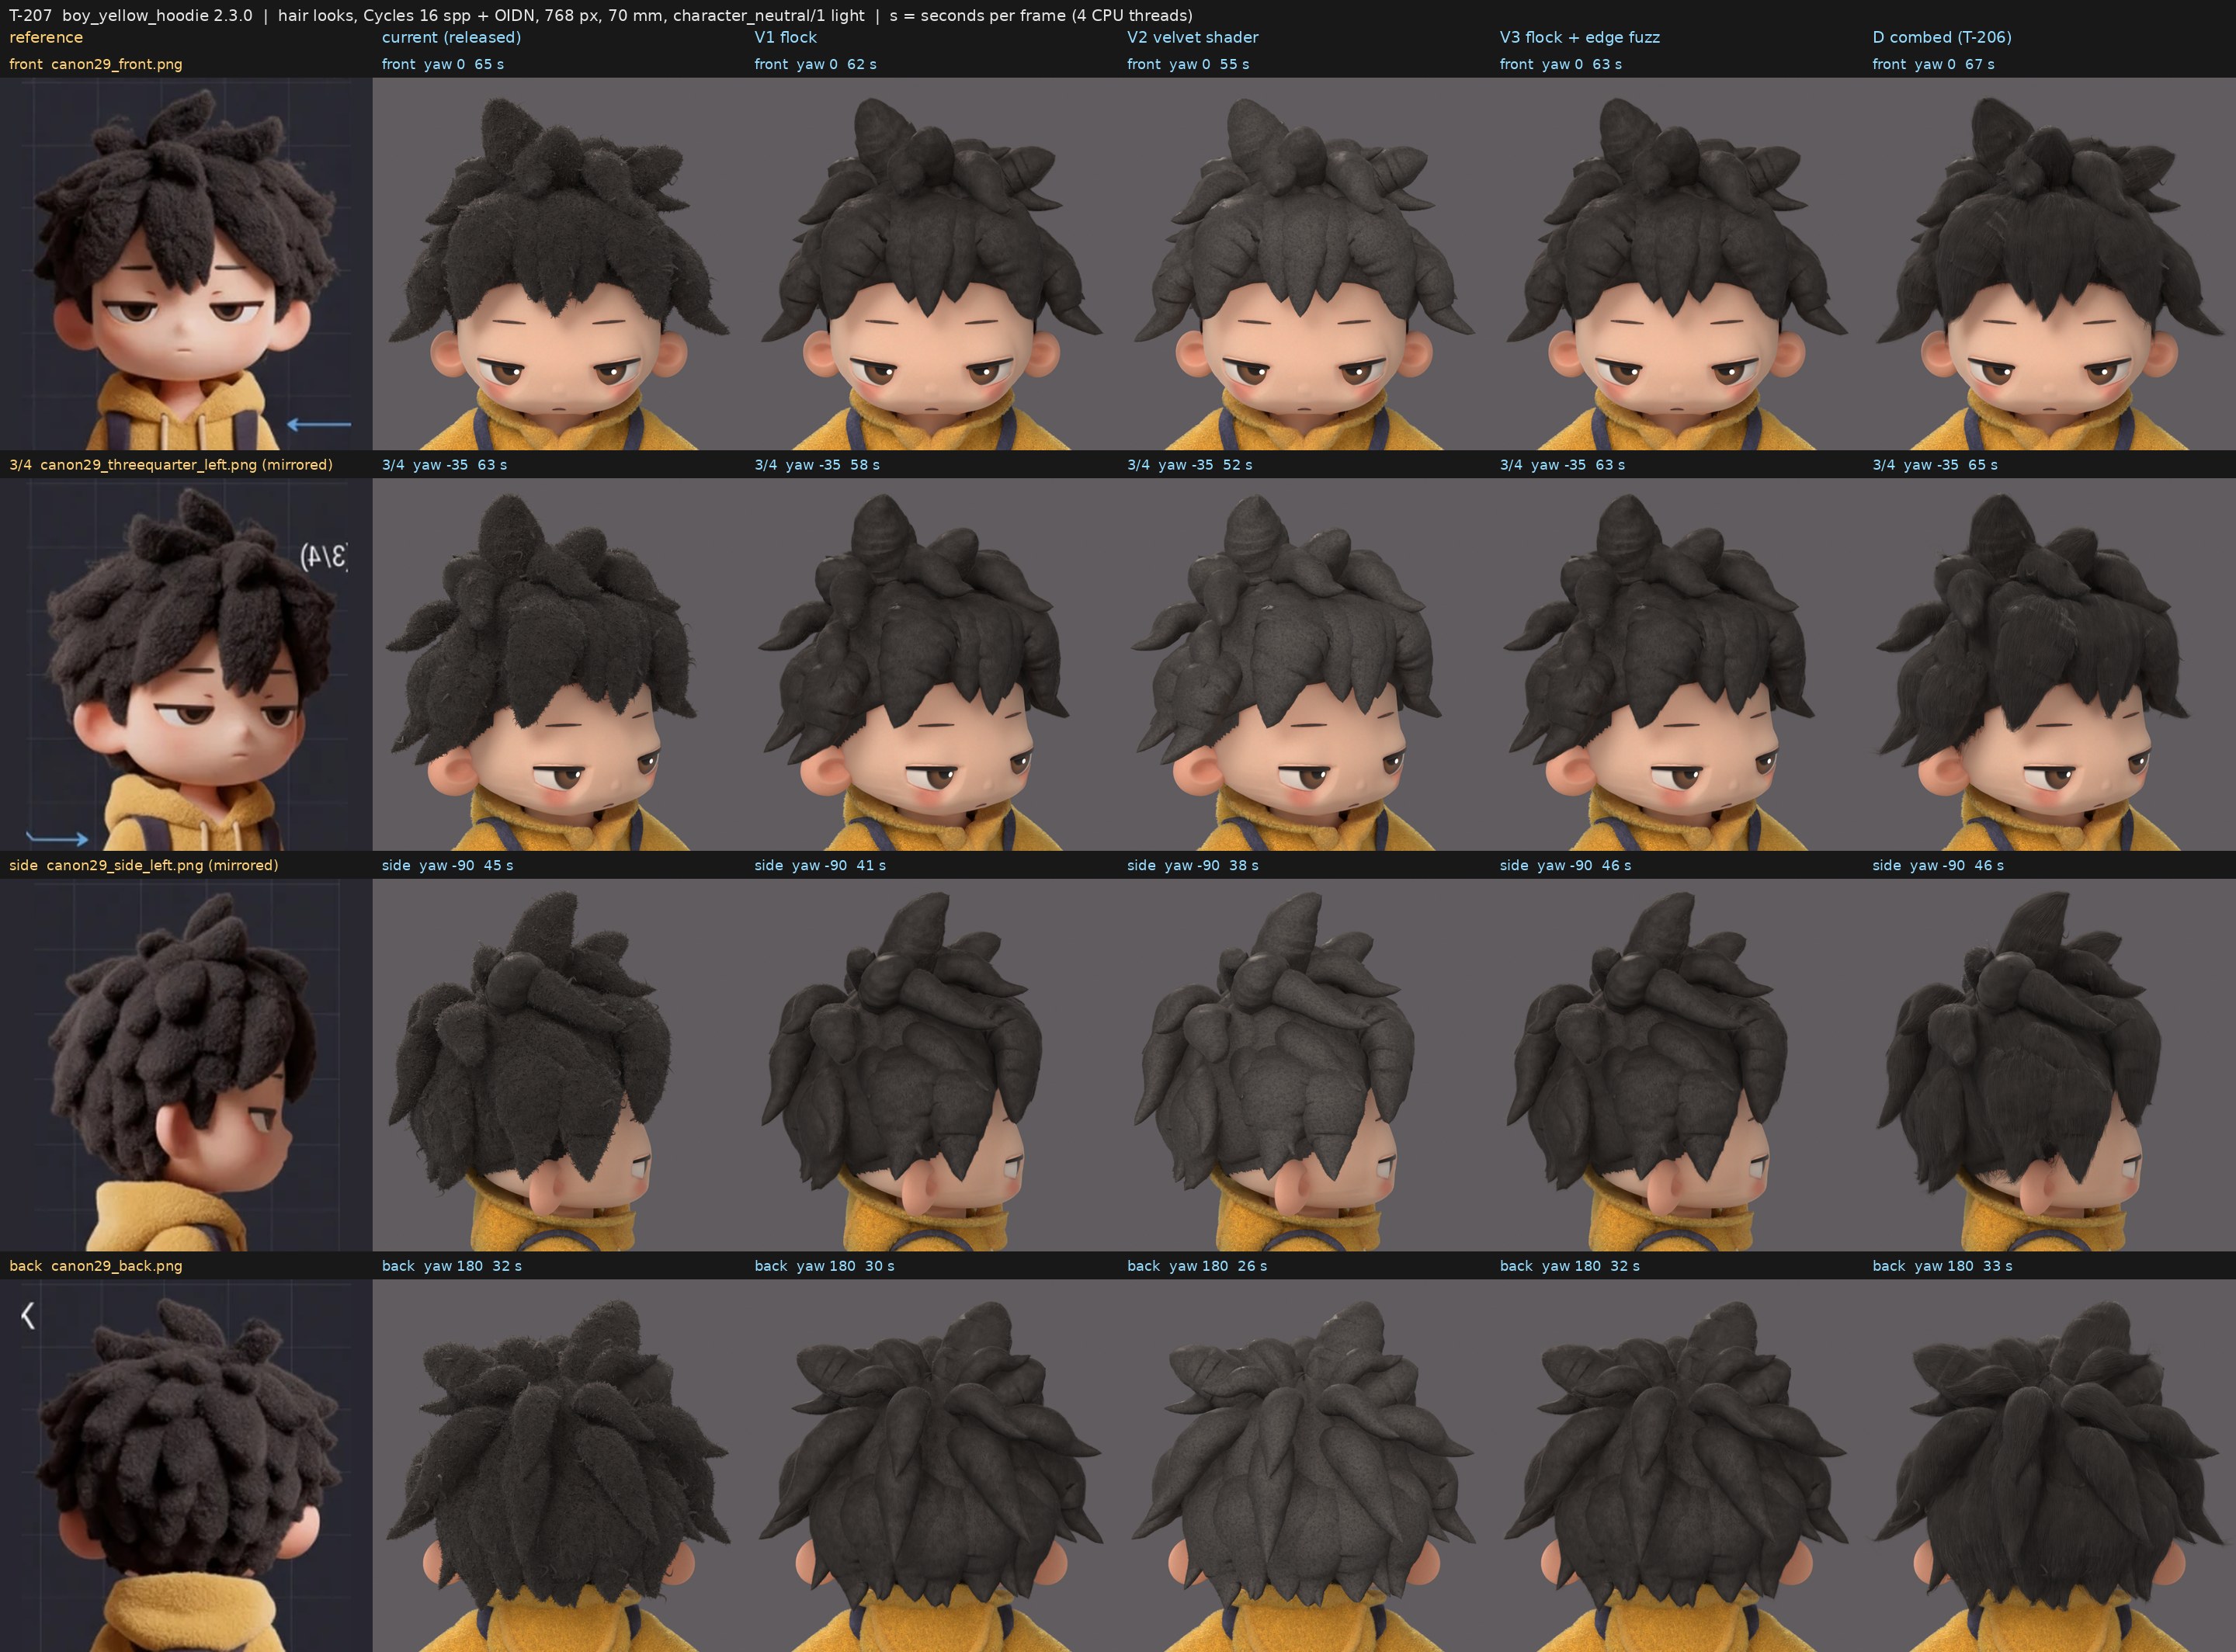 T-207 boy_yellow_hoodie 2.3.0 | hair looks, Cycles 16 spp + OIDN, 768 px, 70 mm, character_neutral/1 light | s = seconds per frame (4 CPU threads)
reference current (released) V1 flock V2 velvet shader V3 flock + edge fuzz D combed (T-206)
front canon29_front.png front yaw 0 65 s front yaw 0 62 s front yaw 0 55 s front yaw 0 63 s front yaw 0 67 s
3/4 canon29_threequarter_left.png (mirrored) 3/4 yaw -35 63 s 3/4 yaw -35 58 s 3/4 yaw -35 52 s 3/4 yaw -35 63 s 3/4 yaw -35 65 s
(3/4)
side canon29_side_left.png (mirrored) side yaw -90 45 s side yaw -90 41 s side yaw -90 38 s side yaw -90 46 s side yaw -90 46 s
back canon29_back.png back yaw 180 32 s back yaw 180 30 s back yaw 180 26 s back yaw 180 32 s back yaw 180 33 s